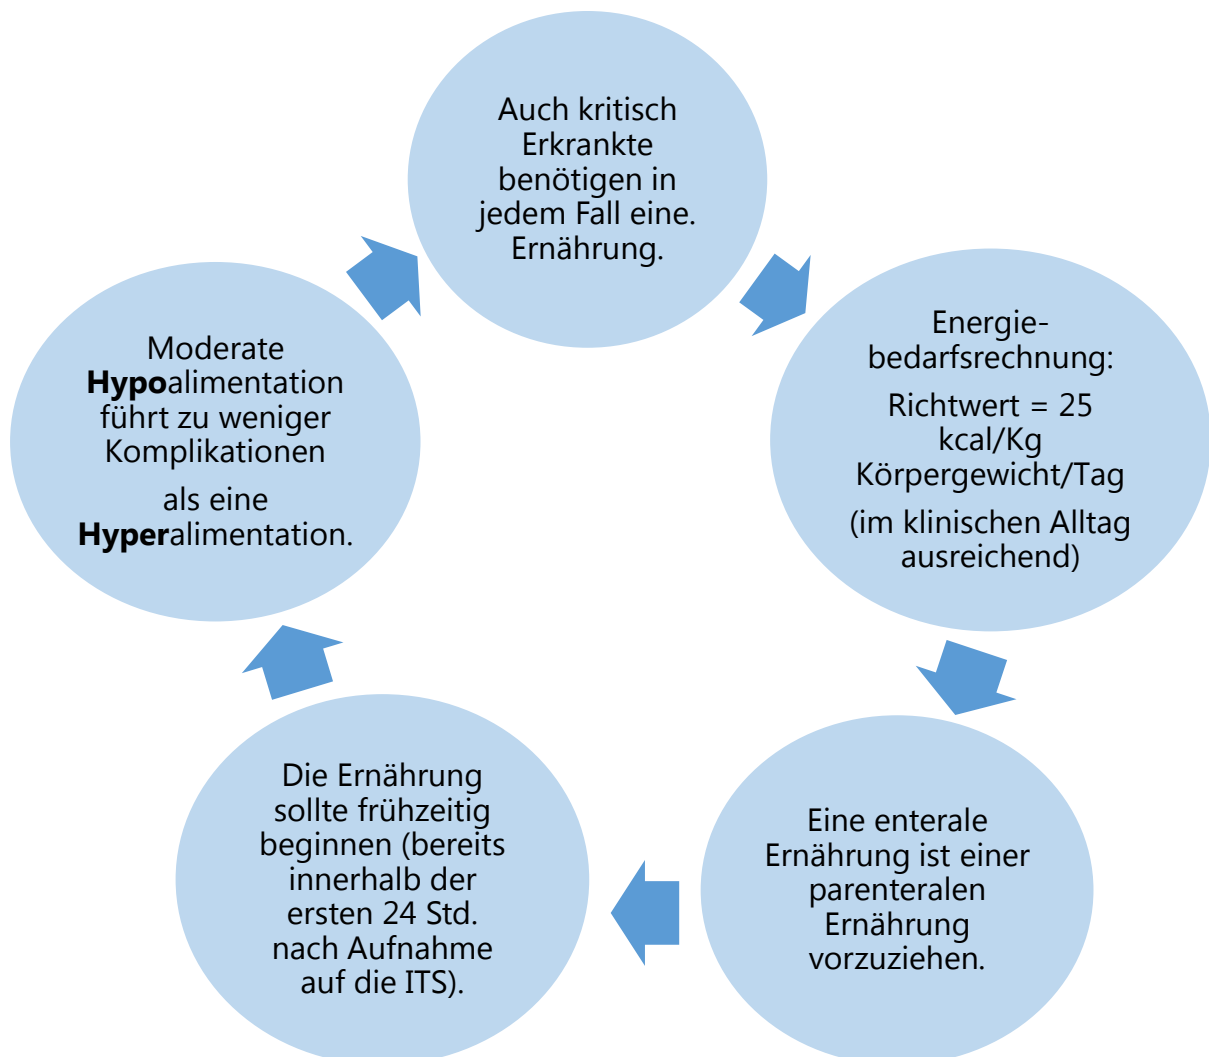 Auch kritisch
Erkrankte
benötigen in
jedem Fall eine.
Ernährung.
Energie-
bedarfsrechnung:
Richtwert = 25
kcal/Kg
Körpergewicht/Tag
(im klinischen Alltag
ausreichend)
Eine enterale
Ernährung ist einer
parenteralen
Ernährung
vorzuziehen.
Die Ernährung
sollte frühzeitig
beginnen (bereits
innerhalb der
ersten 24 Std.
nach Aufnahme
auf die ITS).
Moderate
Hypoalimentation
führt zu weniger
Komplikationen
als eine
Hyperalimentation.